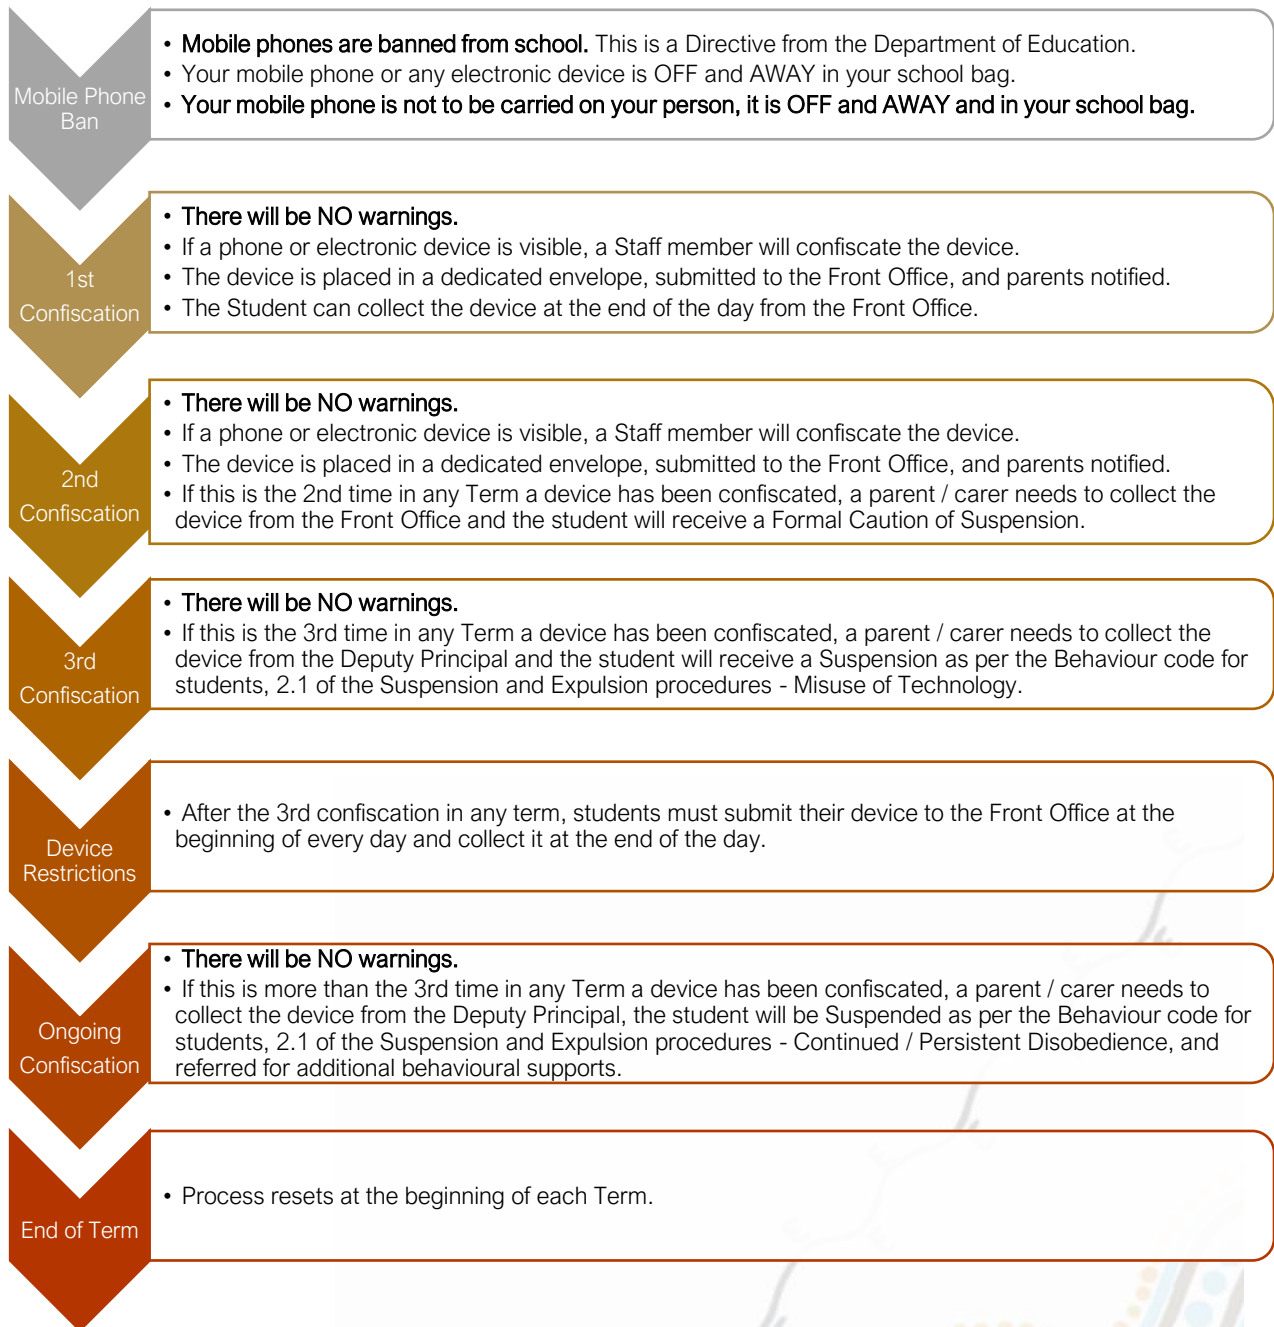 Mobile Phone
Ban
• Mobile phones are banned from school. This is a Directive from the Department of Education.
• Your mobile phone or any electronic device is OFF and AWAY in your school bag.
• Your mobile phone is not to be carried on your person, it is OFF and AWAY and in your school bag.
1st
Confiscation
• There will be NO warnings.
• If a phone or electronic device is visible, a Staff member will confiscate the device.
• The device is placed in a dedicated envelope, submitted to the Front Office, and parents notified.
• The Student can collect the device at the end of the day from the Front Office.
2nd
Confiscation
• There will be NO warnings.
• If a phone or electronic device is visible, a Staff member will confiscate the device.
• The device is placed in a dedicated envelope, submitted to the Front Office, and parents notified.
• If this is the 2nd time in any Term a device has been confiscated, a parent / carer needs to collect the
device from the Front Office and the student will receive a Formal Caution of Suspension.
3rd
Confiscation
• There will be NO warnings.
• If this is the 3rd time in any Term a device has been confiscated, a parent / carer needs to collect the
device from the Deputy Principal and the student will receive a Suspension as per the Behaviour code for
students, 2.1 of the Suspension and Expulsion procedures - Misuse of Technology.
Device
Restrictions
• After the 3rd confiscation in any term, students must submit their device to the Front Office at the
beginning of every day and collect it at the end of the day.
Ongoing
Confiscation
• There will be NO warnings.
• If this is more than the 3rd time in any Term a device has been confiscated, a parent / carer needs to
collect the device from the Deputy Principal, the student will be Suspended as per the Behaviour code for
students, 2.1 of the Suspension and Expulsion procedures - Continued / Persistent Disobedience, and
referred for additional behavioural supports.
End of Term
• Process resets at the beginning of each Term.